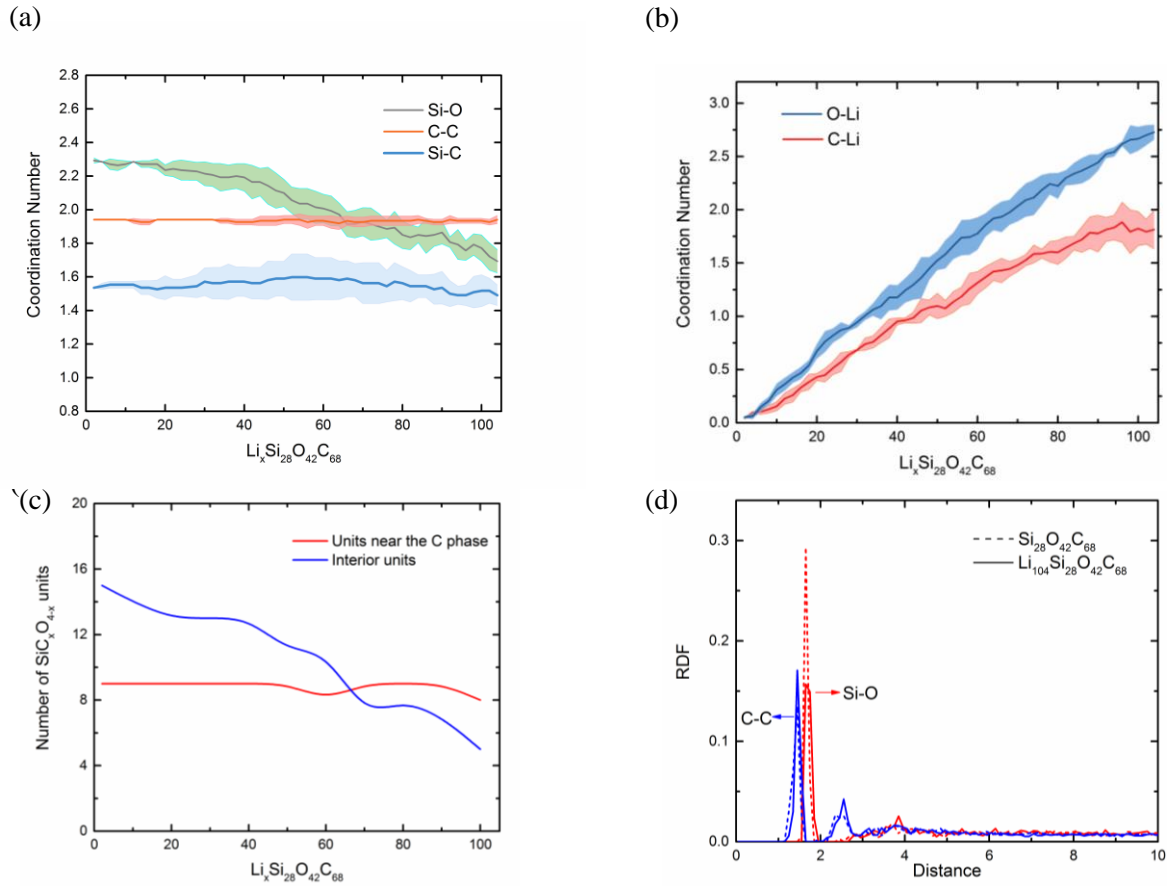 (a)
2.8
2.6
2.4
2.2
2.0
1.8
1.6
1.4
1.2
1.0
0.8
Coordination Number
Si-O
C-C
Si-C
0 20 40 60 80 100
LiₓSi₂₈O₄₂C₆₈
(b)
3.0
2.5
2.0
1.5
1.0
0.5
0.0
Coordination Number
O-Li
C-Li
0 20 40 60 80 100
LiₓSi₂₈O₄₂C₆₈
`(c)
20
16
12
8
4
0
Number of SiCₓO₄₋ₓ units
Units near the C phase
Interior units
0 20 40 60 80 100
LiₓSi₂₈O₄₂C₆₈
(d)
0.3
0.2
0.1
0.0
RDF
Si₂₈O₄₂C₆₈
Li₁₀₄Si₂₈O₄₂C₆₈
Si-O
C-C
0 2 4 6 8 10
Distance